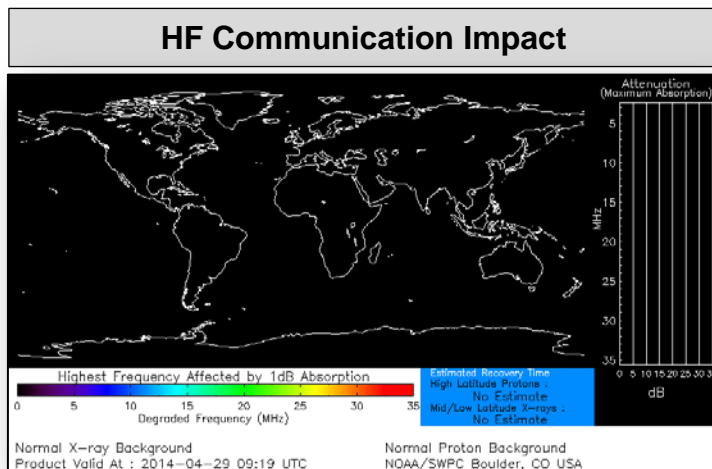 HF Communication Impact
Attenuation
(Maximum Absorption)
5
10
15
20
25
30
35
MHz
0 5 10 15 20 25 30 3
dB
Highest Frequency Affected by 1dB Absorption
0 5 10 15 20 25 30 35
Degraded Frequency (MHz)
Estimated Recovery Time
High Latitude Protons :
No Estimate
Mid/Low Latitude X-rays :
No Estimate
Normal X-ray Background
Product Valid At : 2014-04-29 09:19 UTC
Normal Proton Background
NOAA/SWPC Boulder, CO USA